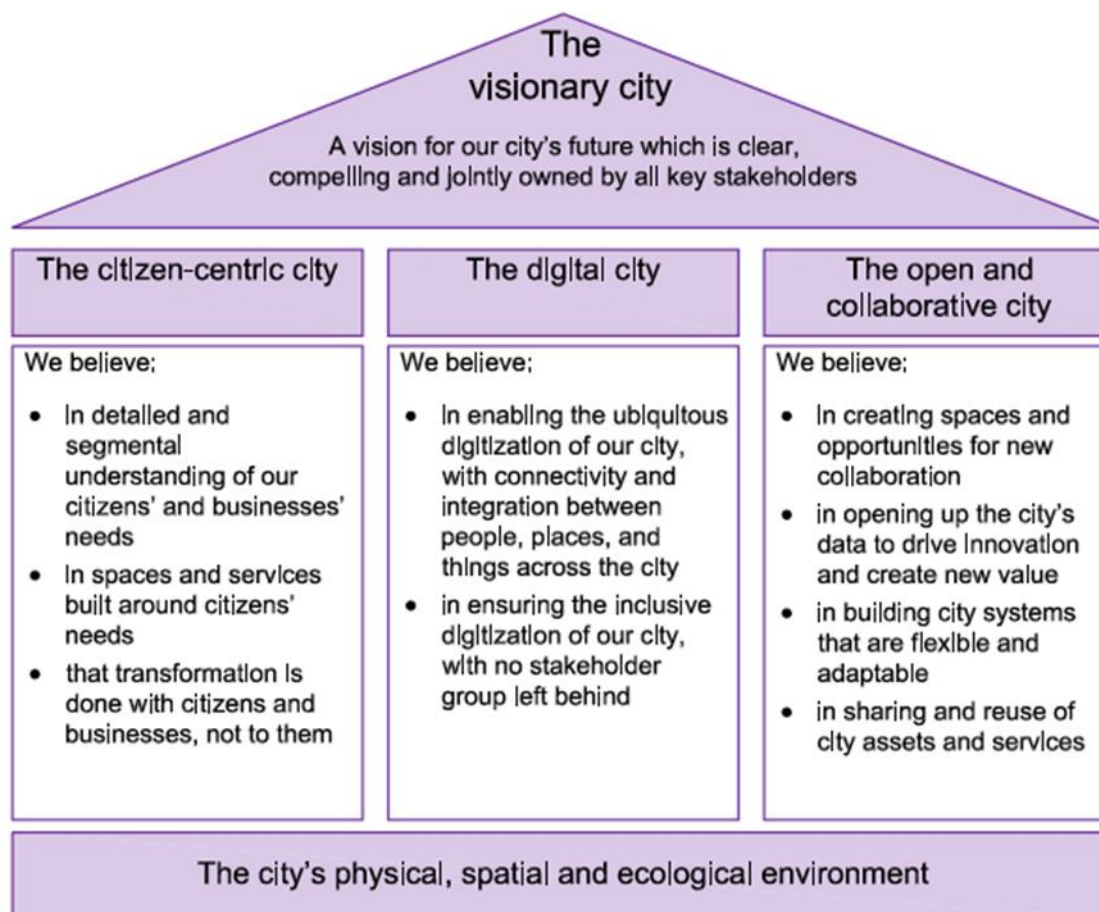 The
visionary city
A vision for our city's future which is clear,
compelling and jointly owned by all key stakeholders
The citizen-centric city
We believe:
• in detailed and
segmental
understanding of our
citizens' and businesses'
needs
• in spaces and services
built around citizens'
needs
• that transformation is
done with citizens and
businesses, not to them
The digital city
We believe:
• in enabling the ubiquitous
digitization of our city,
with connectivity and
integration between
people, places, and
things across the city
• in ensuring the inclusive
digitization of our city,
with no stakeholder
group left behind
The open and
collaborative city
We believe:
• in creating spaces and
opportunities for new
collaboration
• in opening up the city's
data to drive innovation
and create new value
• in building city systems
that are flexible and
adaptable
• in sharing and reuse of
city assets and services
The city's physical, spatial and ecological environment